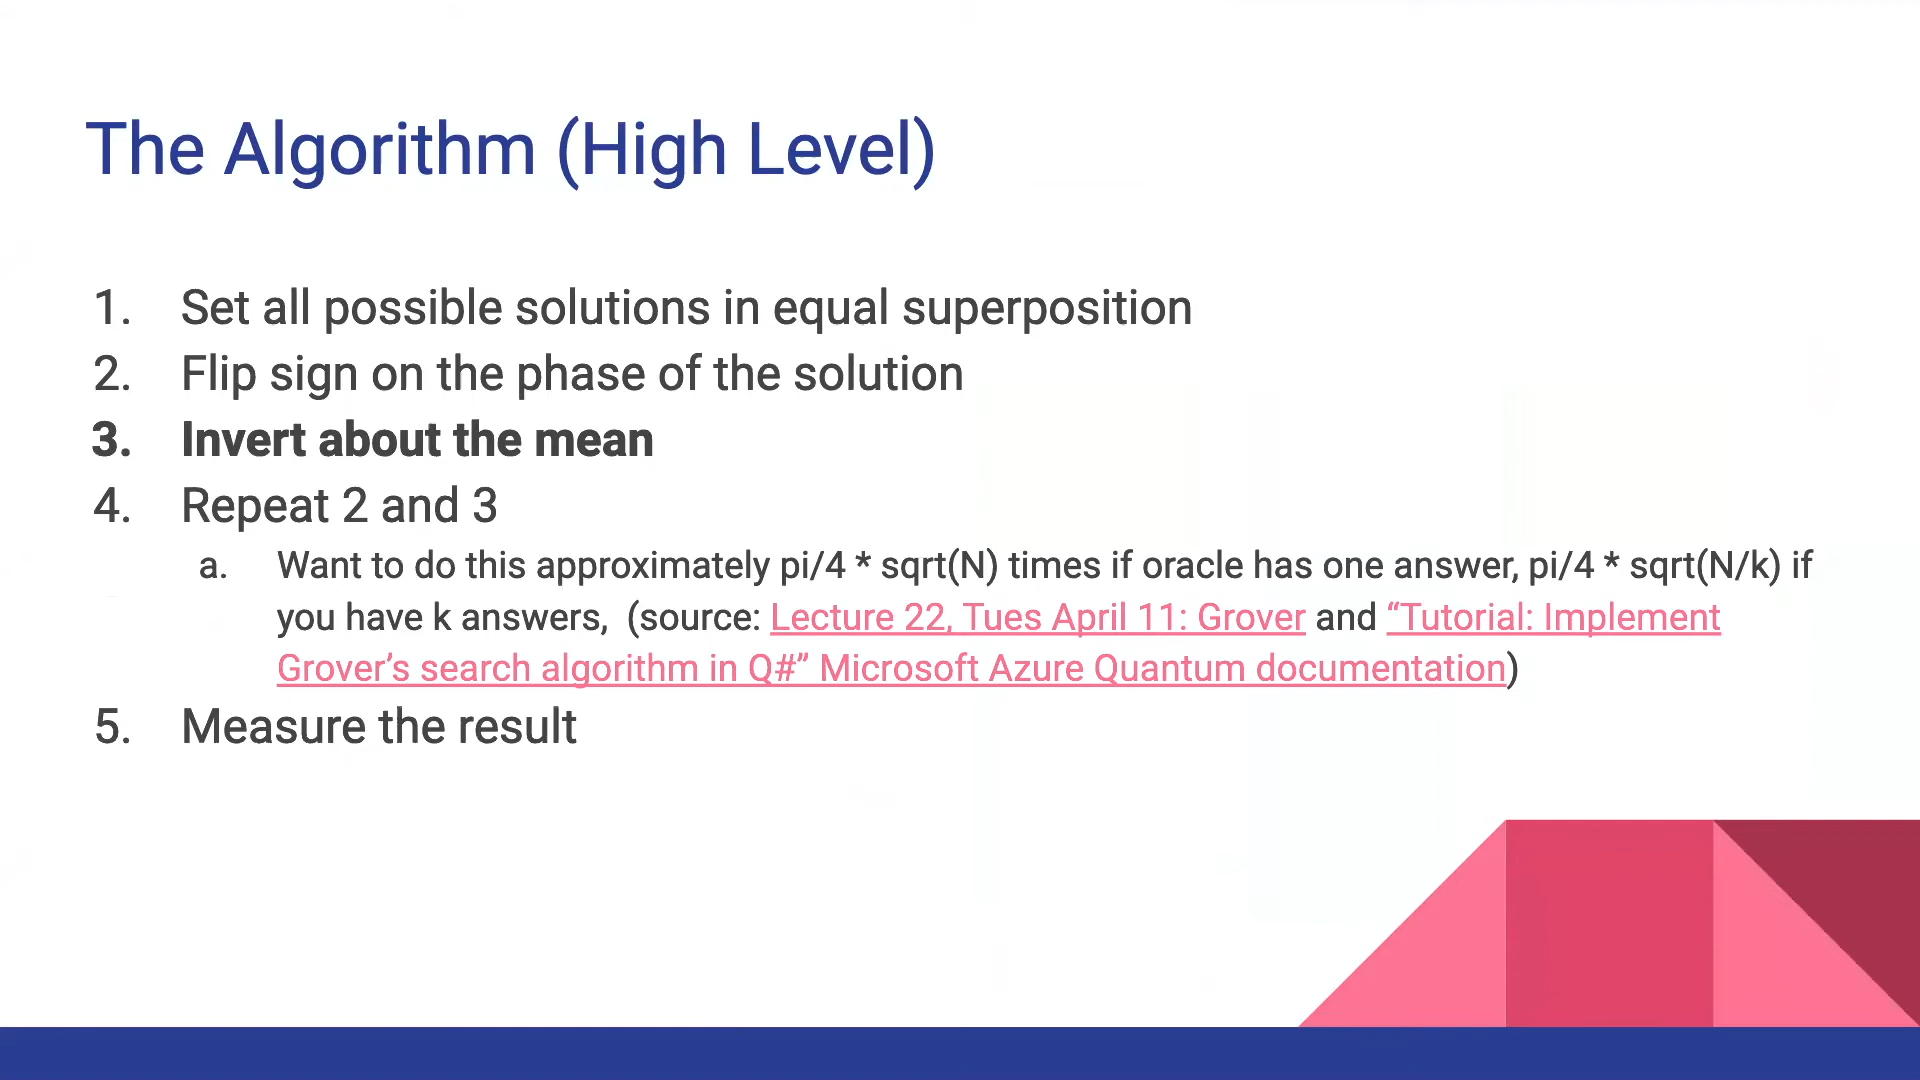 The Algorithm (High Level)
1. Set all possible solutions in equal superposition
2. Flip sign on the phase of the solution
3. Invert about the mean
4. Repeat 2 and 3
a. Want to do this approximately pi/4 * sqrt(N) times if oracle has one answer, pi/4 * sqrt(N/k) if
you have k answers,  (source: Lecture 22, Tues April 11: Grover and “Tutorial: Implement
Grover’s search algorithm in Q#” Microsoft Azure Quantum documentation)
5. Measure the result